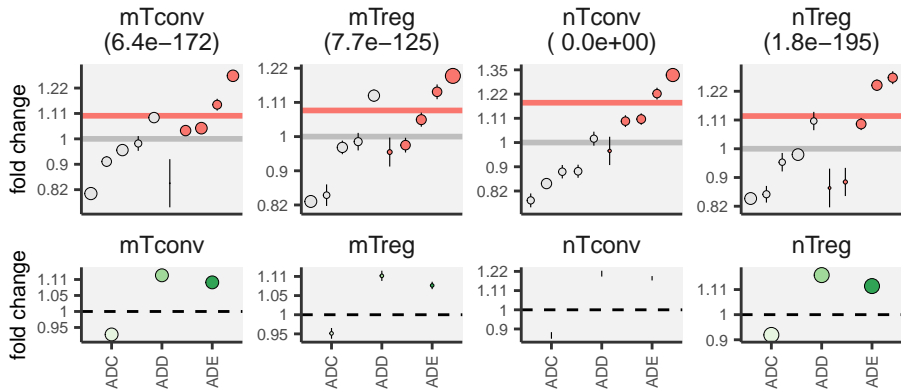 mTconv
(6.4e−172)
mTreg
(7.7e−125)
nTconv
( 0.0e+00)
nTreg
(1.8e−195)
fold change
1.22
1.11
1
0.9
0.82
1.22
1.11
1
0.9
0.82
1.35
1.22
1.11
1
0.9
0.82
1.22
1.11
1
0.9
0.82
mTconv
mTreg
nTconv
nTreg
fold change
1.11
1.05
1
0.95
1.11
1.05
1
0.95
1.22
1.11
1
0.9
1.11
1
0.9
ADC
ADD
ADE
ADC
ADD
ADE
ADC
ADD
ADE
ADC
ADD
ADE